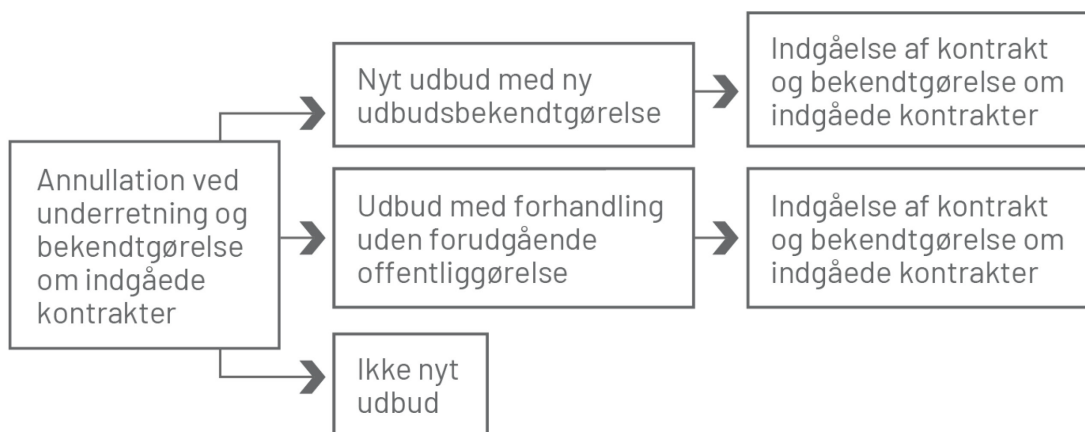 Annullation ved
underretning og
bekendtgørelse
om indgåede
kontrakter
Nyt udbud med ny
udbudsbekendtgørelse
Indgåelse af kontrakt
og bekendtgørelse om
indgåede kontrakter
Udbud med forhandling
uden forudgående
offentliggørelse
Indgåelse af kontrakt
og bekendtgørelse om
indgåede kontrakter
Ikke nyt
udbud